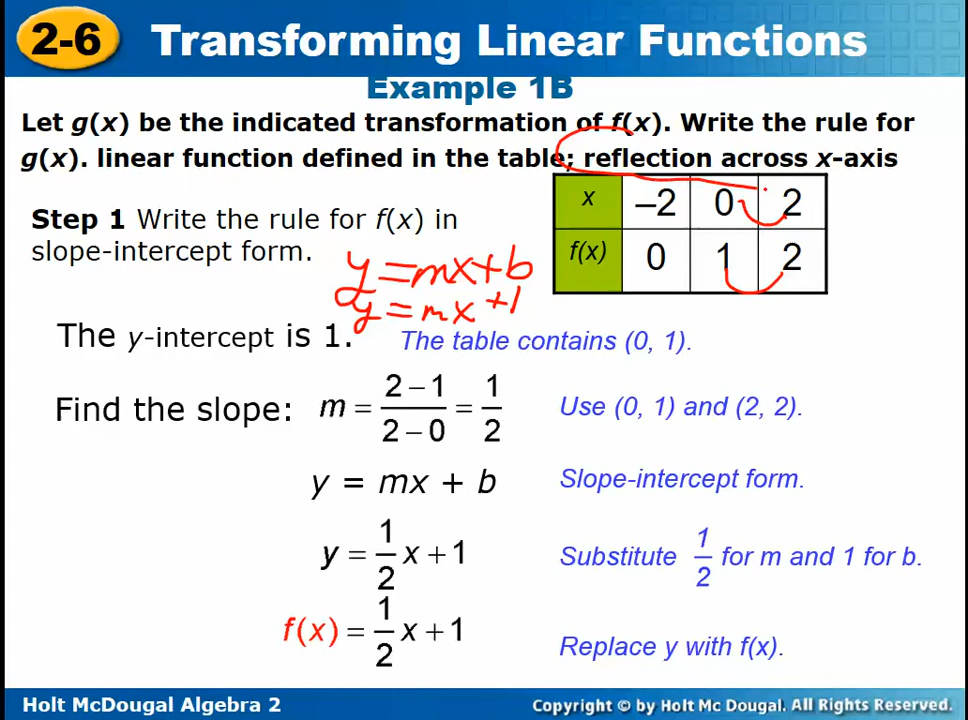 2-6 Transforming Linear Functions
Example 1B
Let g(x) be the indicated transformation of f(x). Write the rule for
g(x). linear function defined in the table; reflection across x-axis
Step 1 Write the rule for f(x) in
slope-intercept form.
x –2 0 2
f(x) 0 1 2
y = mx + b
y = mx + 1
The y-intercept is 1. The table contains (0, 1).
Find the slope: m = 2 – 1 / 2 – 0 = 1/2 Use (0, 1) and (2, 2).
y = mx + b Slope-intercept form.
y = 1/2 x + 1 Substitute 1/2 for m and 1 for b.
f(x) = 1/2 x + 1 Replace y with f(x).
Holt McDougal Algebra 2 Copyright © by Holt Mc Dougal. All Rights Reserved.